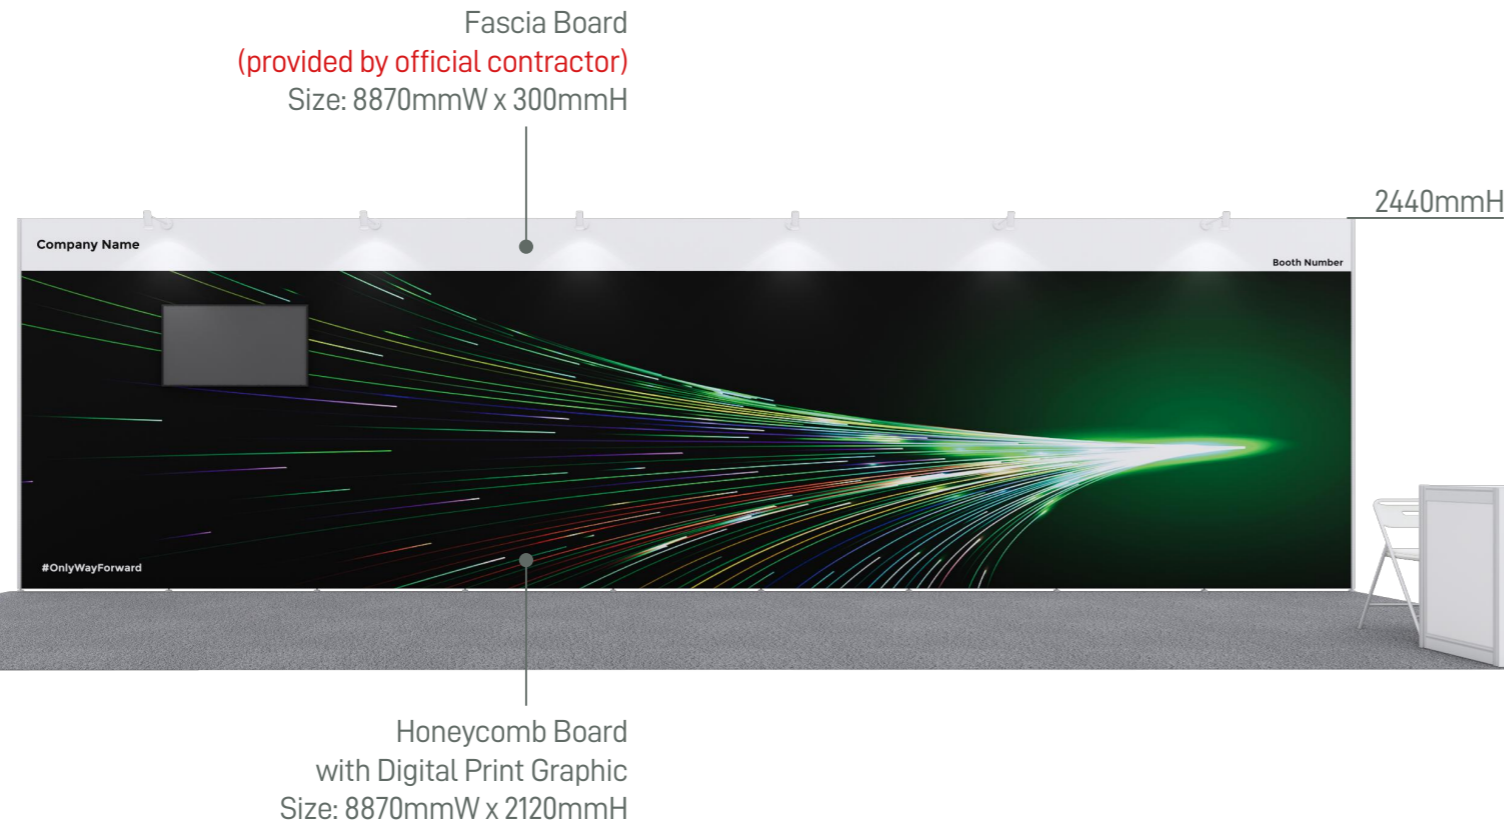 Fascia Board
(provided by official contractor)
Size: 8870mmW x 300mmH
2440mmH
Company Name
Booth Number
#OnlyWayForward
Honeycomb Board
with Digital Print Graphic
Size: 8870mmW x 2120mmH